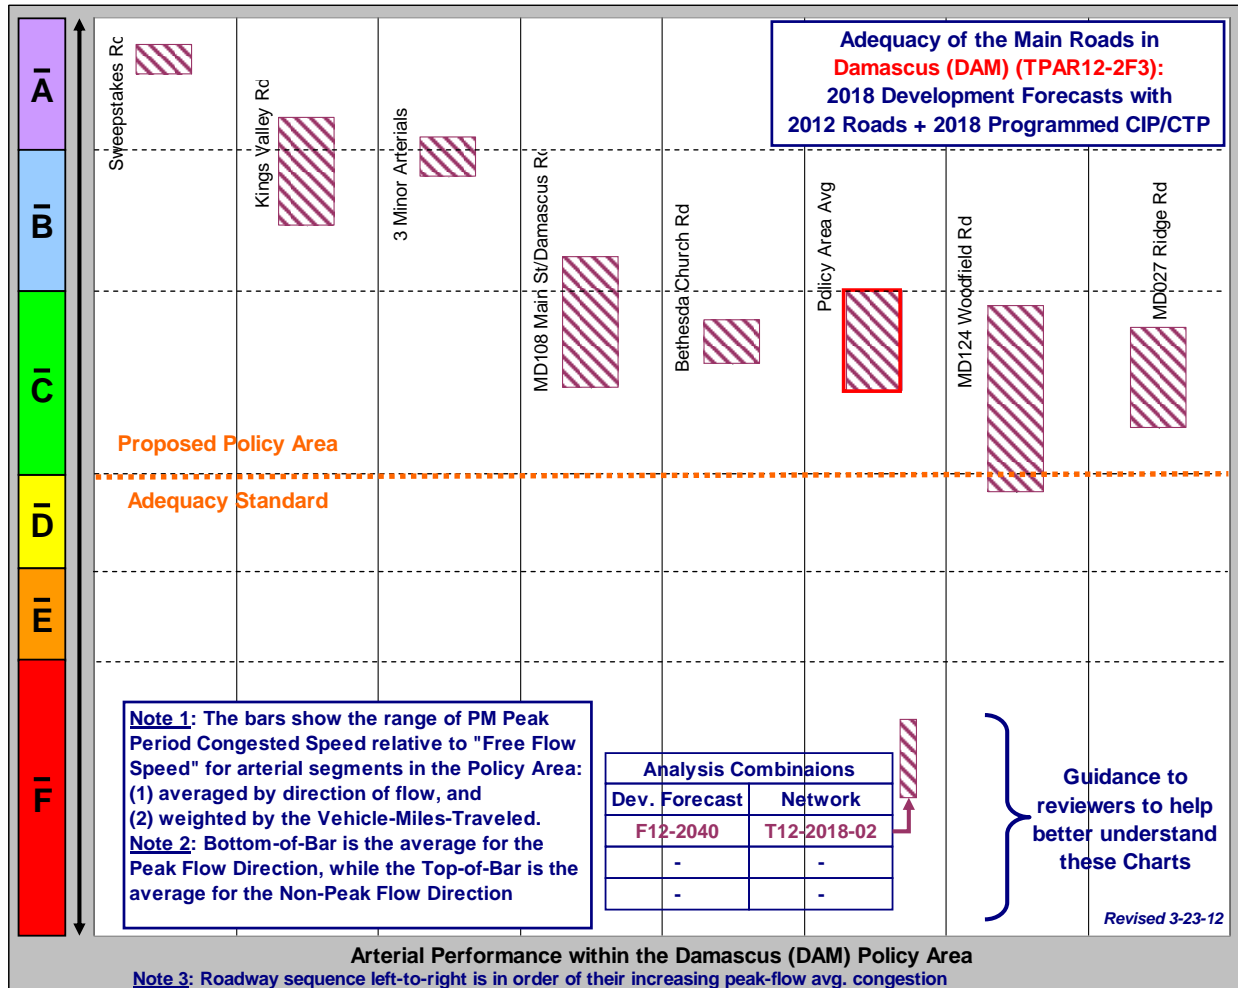 Adequacy of the Main Roads in
Damascus (DAM) (TPAR12-2F3):
2018 Development Forecasts with
2012 Roads + 2018 Programmed CIP/CTP
A
B
C
D
E
F
Sweepstakes Rd
Kings Valley Rd
3 Minor Arterials
MD108 Main St/Damascus Rd
Bethesda Church Rd
Policy Area Avg
MD124 Woodfield Rd
MD027 Ridge Rd
Proposed Policy Area
Adequacy Standard
Note 1: The bars show the range of PM Peak
Period Congested Speed relative to "Free Flow
Speed" for arterial segments in the Policy Area:
(1) averaged by direction of flow, and
(2) weighted by the Vehicle-Miles-Traveled.
Note 2: Bottom-of-Bar is the average for the
Peak Flow Direction, while the Top-of-Bar is the
average for the Non-Peak Flow Direction
Analysis Combinaions
Dev. Forecast Network
F12-2040 T12-2018-02
- -
- -
Guidance to
reviewers to help
better understand
these Charts
Revised 3-23-12
Arterial Performance within the Damascus (DAM) Policy Area
Note 3: Roadway sequence left-to-right is in order of their increasing peak-flow avg. congestion